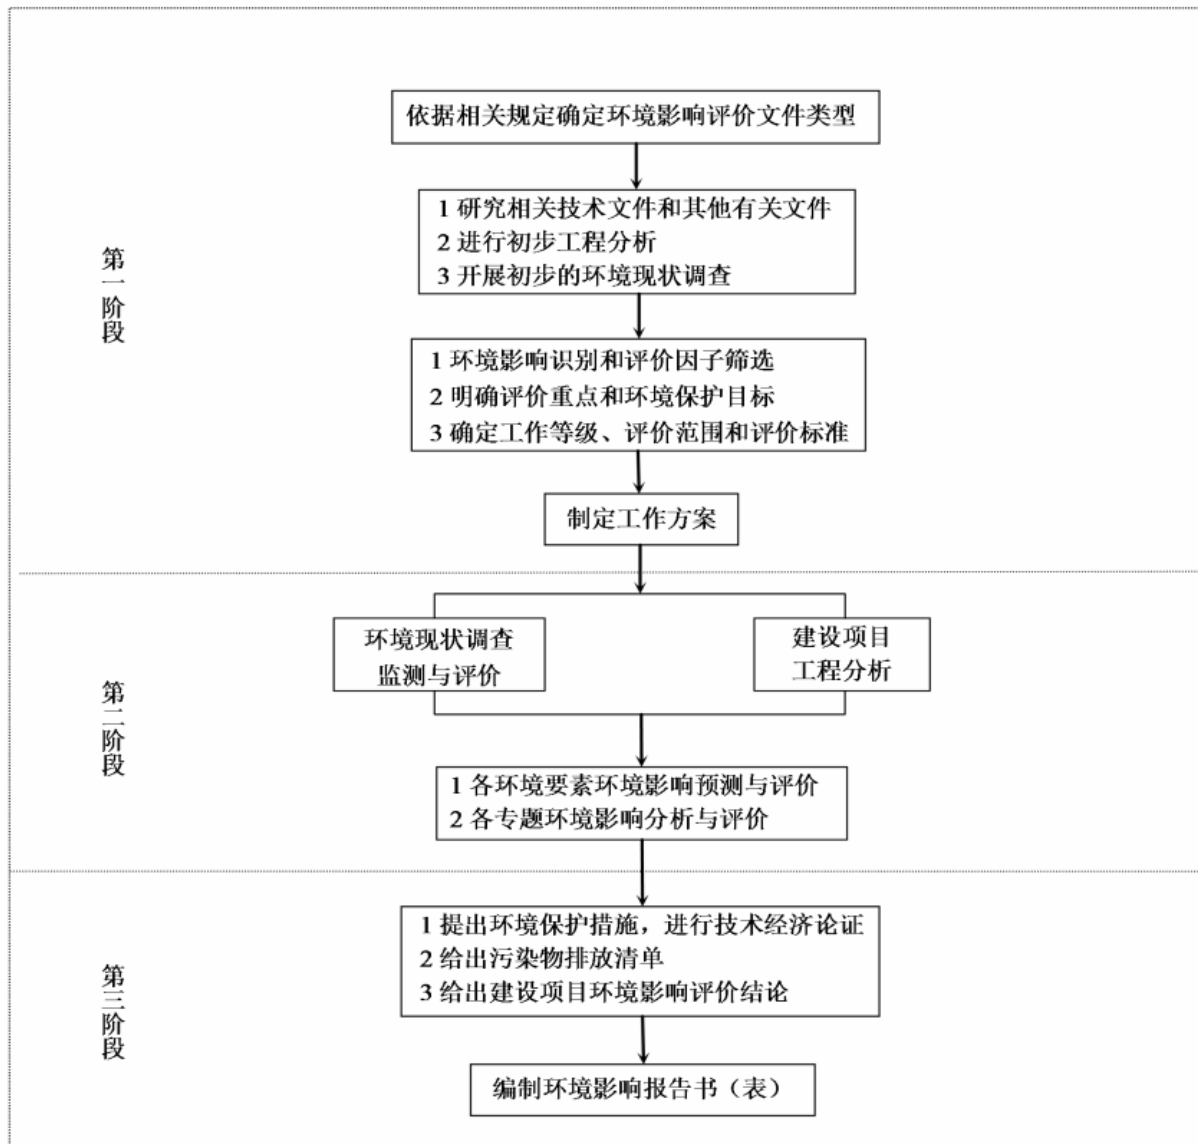 依据相关规定确定环境影响评价文件类型
第一阶段
1 研究相关技术文件和其他有关文件
2 进行初步工程分析
3 开展初步的环境现状调查
1 环境影响识别和评价因子筛选
2 明确评价重点和环境保护目标
3 确定工作等级、评价范围和评价标准
制定工作方案
第二阶段
环境现状调查
监测与评价
建设项目
工程分析
1 各环境要素环境影响预测与评价
2 各专题环境影响分析与评价
第三阶段
1 提出环境保护措施，进行技术经济论证
2 给出污染物排放清单
3 给出建设项目环境影响评价结论
编制环境影响报告书（表）